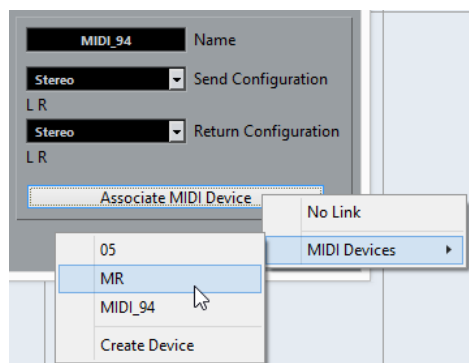 MIDI_94 Name
Stereo Send Configuration
L R
Stereo Return Configuration
L R
Associate MIDI Device
No Link
MIDI Devices
05
MR
MIDI_94
Create Device